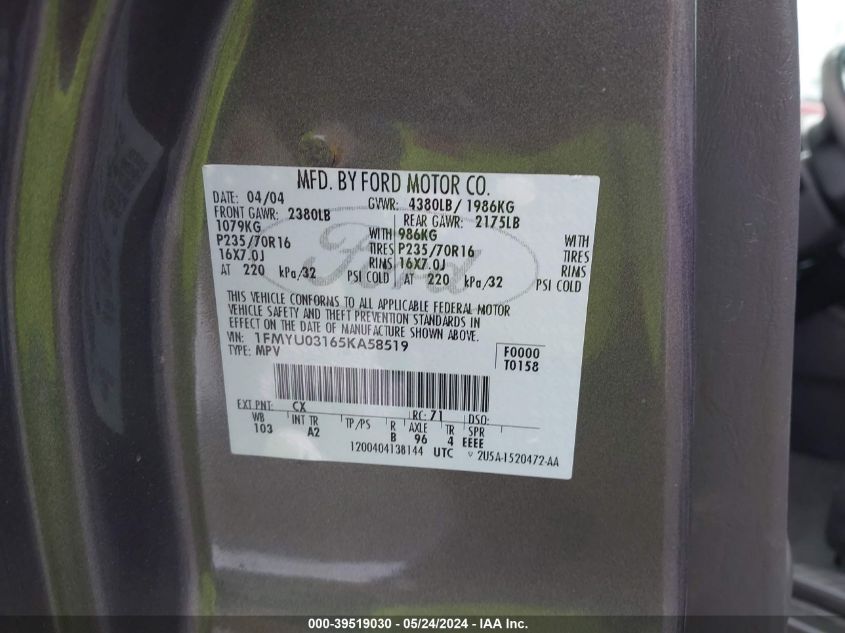 MFD. BY FORD MOTOR CO.
DATE: 04/04 GVWR: 4380LB/ 1986KG
FRONT GAWR: 2380LB REAR GAWR: 2175LB
1079KG WITH 986KG WITH
P235/70R16 TIRES P235/70R16 TIRES
16X7.0J RIMS 16X7.0J RIMS
AT 220 kPa/32 PSI COLD AT 220 kPa/32 PSI COLD
THIS VEHICLE CONFORMS TO ALL APPLICABLE FEDERAL MOTOR
VEHICLE SAFETY AND THEFT PREVENTION STANDARDS IN
EFFECT ON THE DATE OF MANUFACTURE SHOWN ABOVE.
VIN: 1FMYU03165KA58519
TYPE: MPV
F0000
T0158
EXT PNT: CX RC: 71 DSO:
WB INT TR TP/PS R AXLE TR SPR
103 A2 B 96 4 EEEE
1200404138144 UTC 2U5A-1520472-AA
Ford
000-39519030 - 05/24/2024 - U.S.A. Inc.